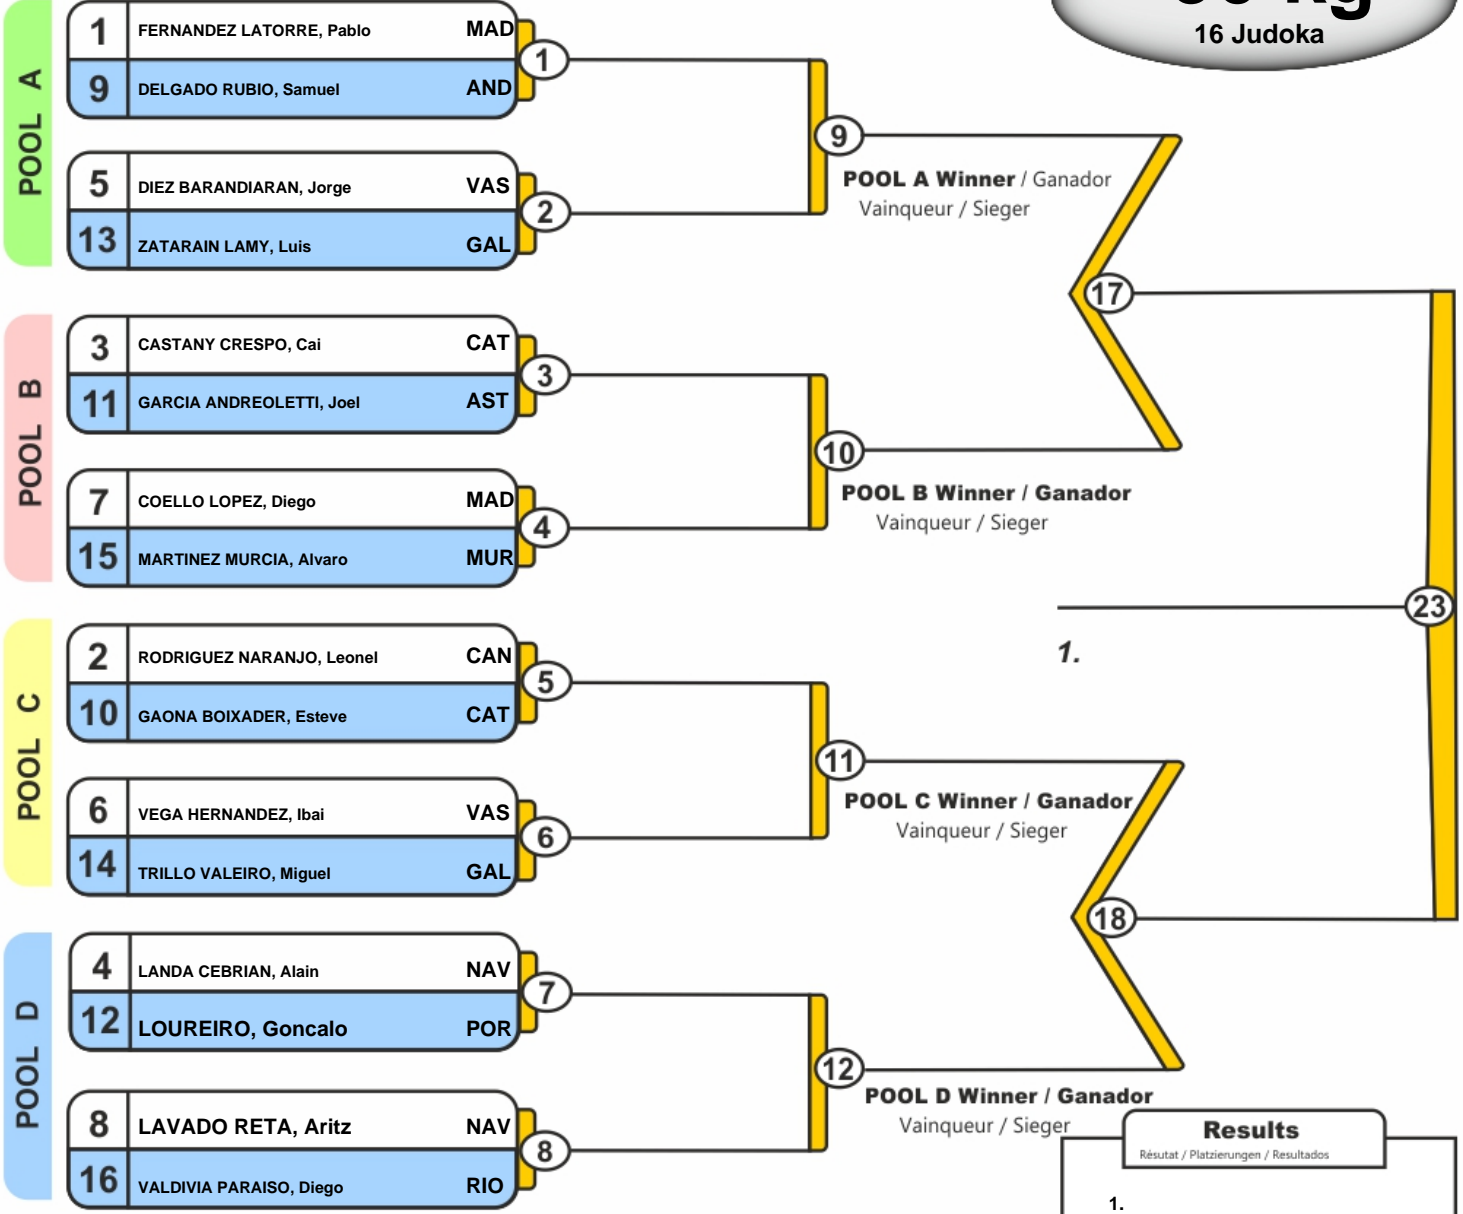 16 Judoka
POOL A
1 FERNANDEZ LATORRE, Pablo MAD
9 DELGADO RUBIO, Samuel AND
1
5 DIEZ BARANDIARAN, Jorge VAS
13 ZATARAIN LAMY, Luis GAL
2
9
POOL A Winner / Ganador
Vainqueur / Sieger
POOL B
3 CASTANY CRESPO, Cai CAT
11 GARCIA ANDREOLETTI, Joel AST
3
7 COELLO LOPEZ, Diego MAD
15 MARTINEZ MURCIA, Alvaro MUR
4
10
POOL B Winner / Ganador
Vainqueur / Sieger
17
POOL C
2 RODRIGUEZ NARANJO, Leonel CAN
10 GAONA BOIXADER, Esteve CAT
5
6 VEGA HERNANDEZ, Ibai VAS
14 TRILLO VALEIRO, Miguel GAL
6
11
POOL C Winner / Ganador
Vainqueur / Sieger
POOL D
4 LANDA CEBRIAN, Alain NAV
12 LOUREIRO, Goncalo POR
7
8 LAVADO RETA, Aritz NAV
16 VALDIVIA PARAISO, Diego RIO
8
12
POOL D Winner / Ganador
Vainqueur / Sieger
18
23
1.
Results
Résutat / Platzierungen / Resultados
1.